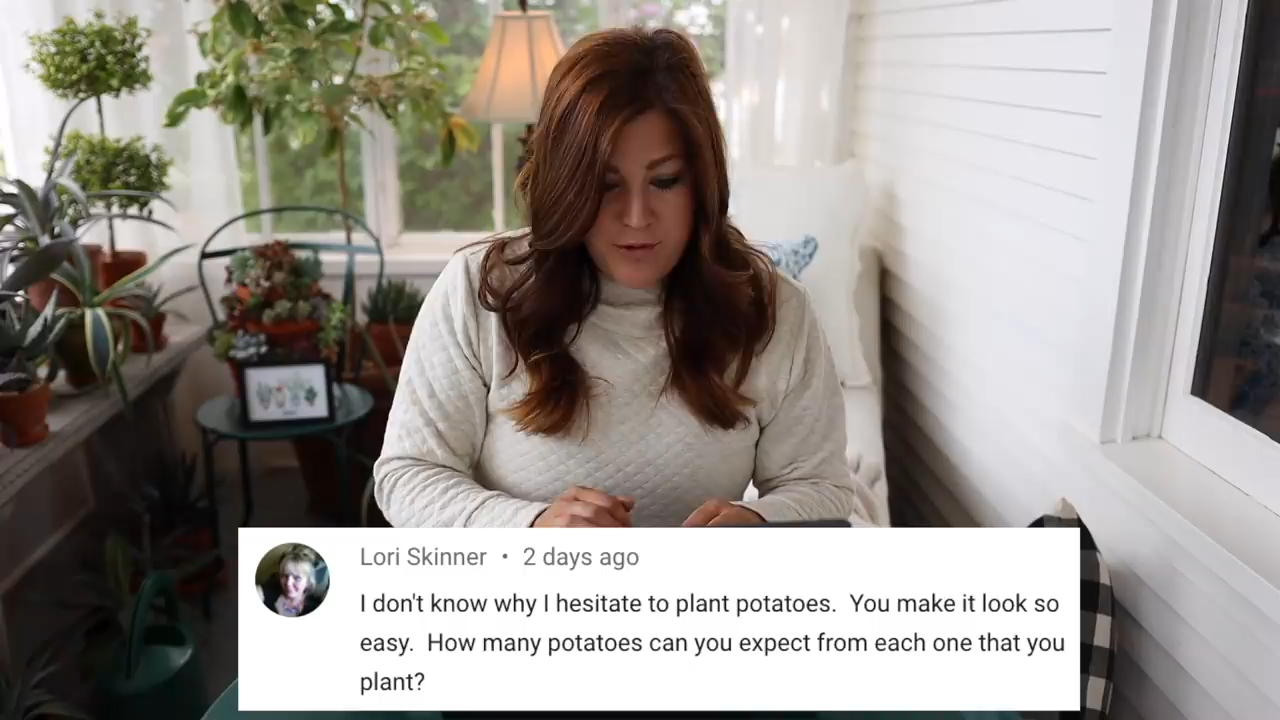 Lori Skinner • 2 days ago
I don't know why I hesitate to plant potatoes.  You make it look so
easy.  How many potatoes can you expect from each one that you
plant?